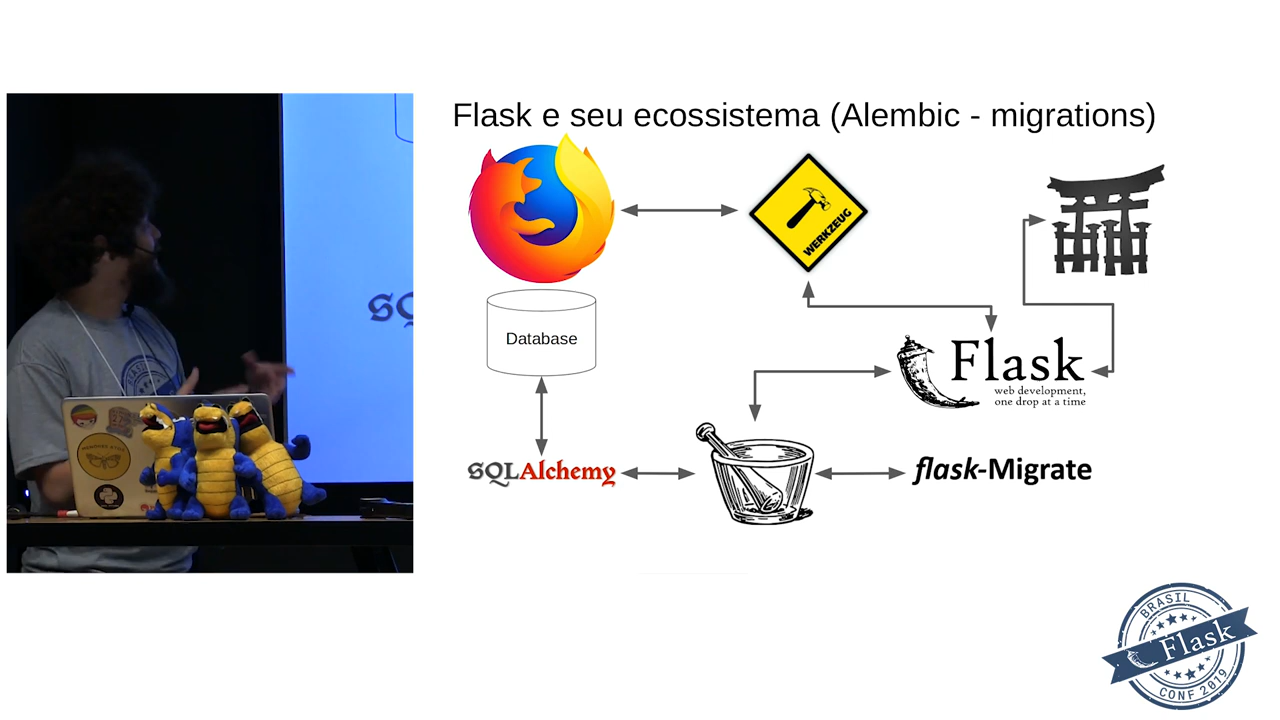 Flask e seu ecossistema (Alembic - migrations)
WERKZEUG
Database
Flask
web development,
one drop at a time
SQLAlchemy
flask-Migrate
SQ
BRASIL
Flask
CONF 2019